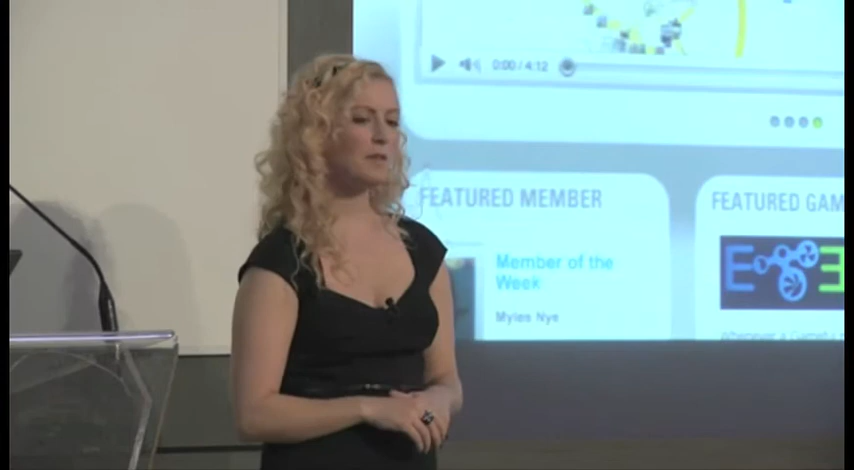 0:00 / 4:12
FEATURED MEMBER
Member of the
Week
Myles Nye
FEATURED GAM